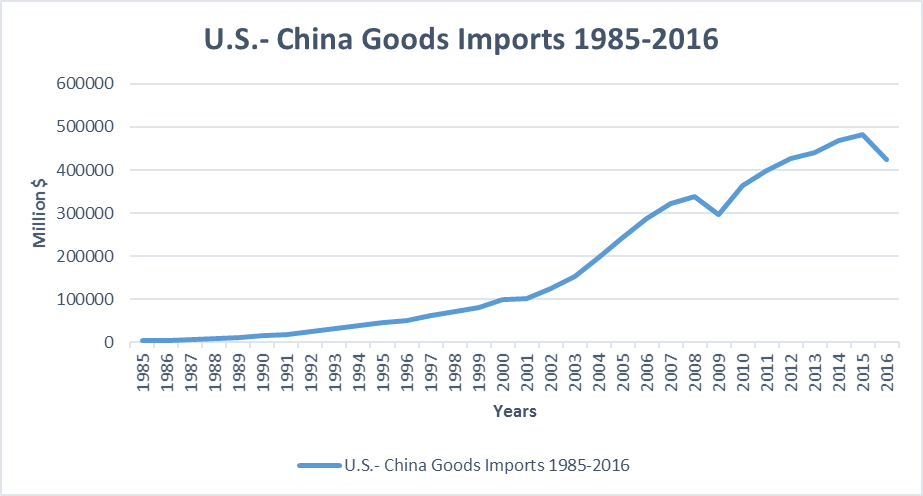 U.S.- China Goods Imports 1985-2016
600000
500000
400000
300000
200000
100000
0
Million $
1985 1986 1987 1988 1989 1990 1991 1992 1993 1994 1995 1996 1997 1998 1999 2000 2001 2002 2003 2004 2005 2006 2007 2008 2009 2010 2011 2012 2013 2014 2015 2016
Years
U.S.- China Goods Imports 1985-2016